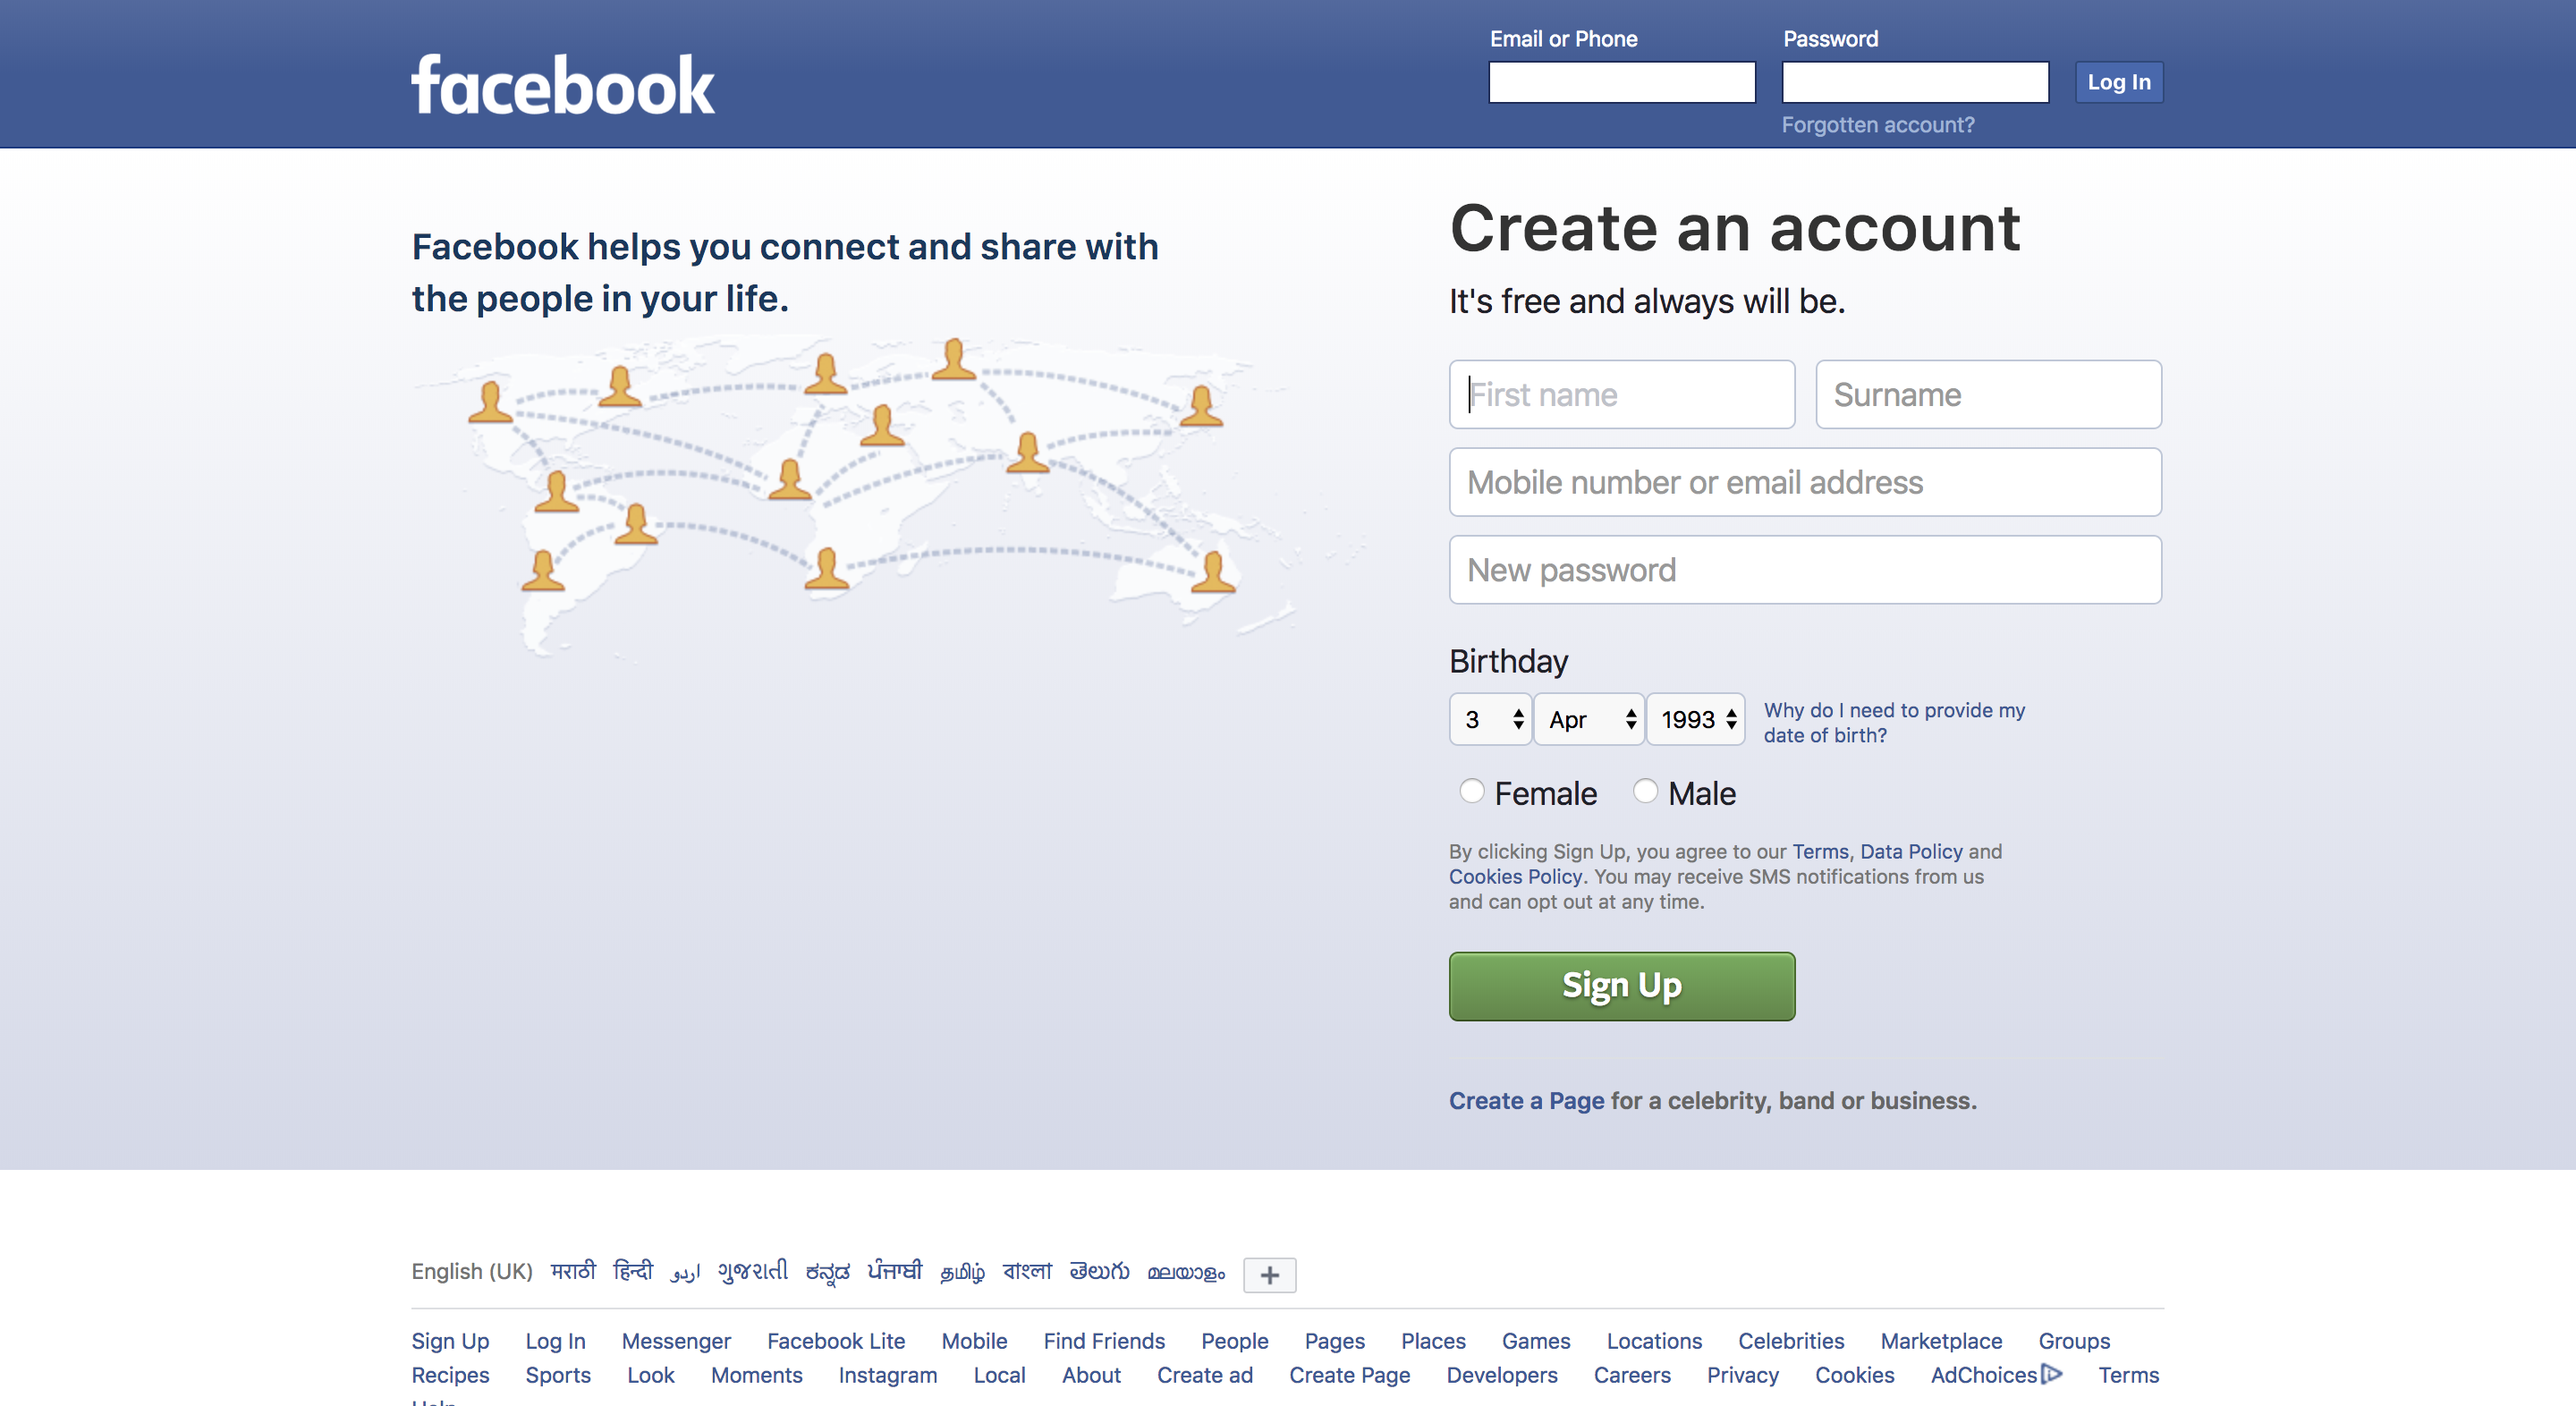 facebook
Email or Phone
Password
Log In
Forgotten account?
Facebook helps you connect and share with
the people in your life.
Create an account
It's free and always will be.
First name
Surname
Mobile number or email address
New password
Birthday
3
Apr
1993
Why do I need to provide my
date of birth?
Female
Male
By clicking Sign Up, you agree to our Terms, Data Policy and
Cookies Policy. You may receive SMS notifications from us
and can opt out at any time.
Sign Up
Create a Page for a celebrity, band or business.
English (UK) मराठी हिन्दी اردو ગુજરાતી ಕನ್ನಡ ਪੰਜਾਬੀ தமிழ் বাংলা తెలుగు മലയാളം +
Sign Up Log In Messenger Facebook Lite Mobile Find Friends People Pages Places Games Locations Celebrities Marketplace Groups
Recipes Sports Look Moments Instagram Local About Create ad Create Page Developers Careers Privacy Cookies AdChoices Terms
Help